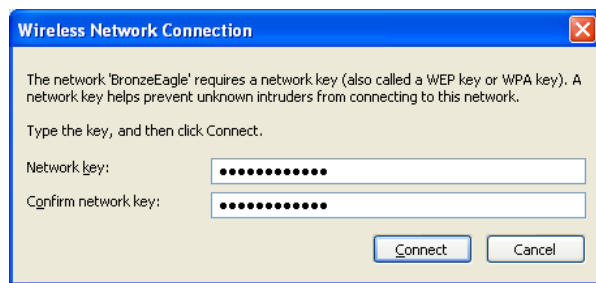 Wireless Network Connection
The network 'BronzeEagle' requires a network key (also called a WEP key or WPA key). A
network key helps prevent unknown intruders from connecting to this network.
Type the key, and then click Connect.
Network key: ●●●●●●●●●●●●
Confirm network key: ●●●●●●●●●●●●
Connect Cancel